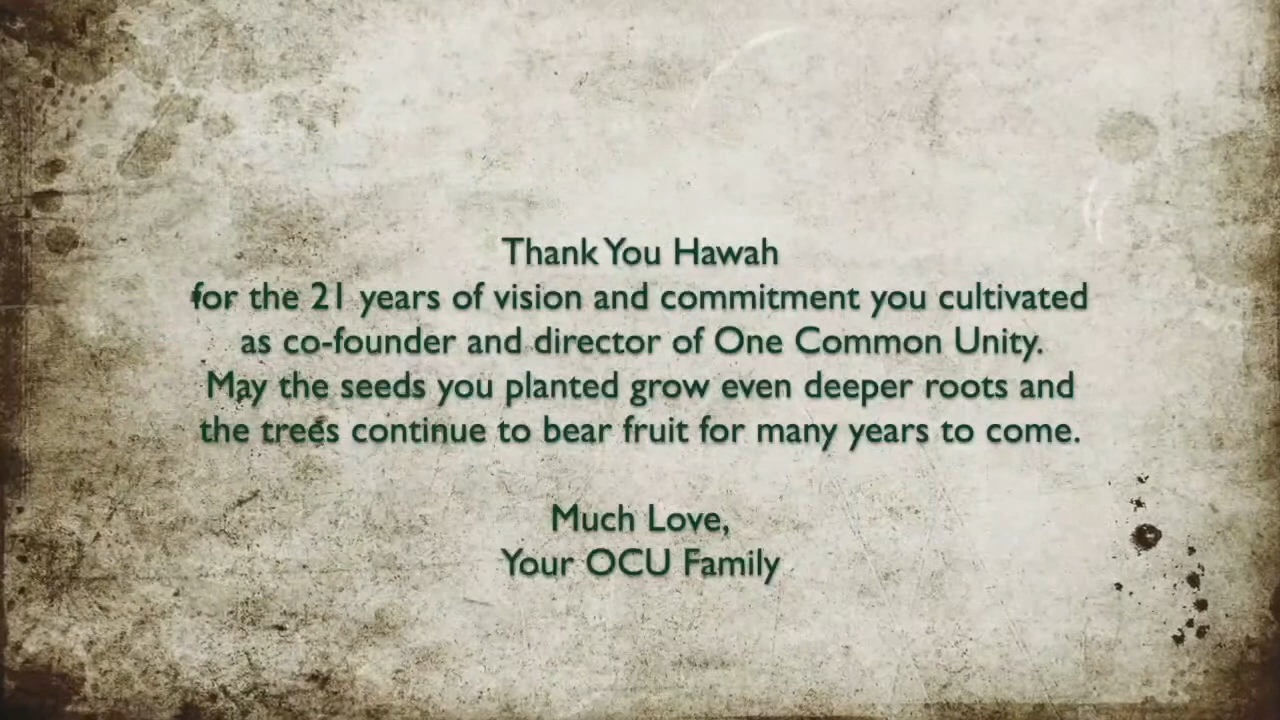 Thank You Hawah
for the 21 years of vision and commitment you cultivated
as co-founder and director of One Common Unity.
May the seeds you planted grow even deeper roots and
the trees continue to bear fruit for many years to come.
Much Love,
Your OCU Family